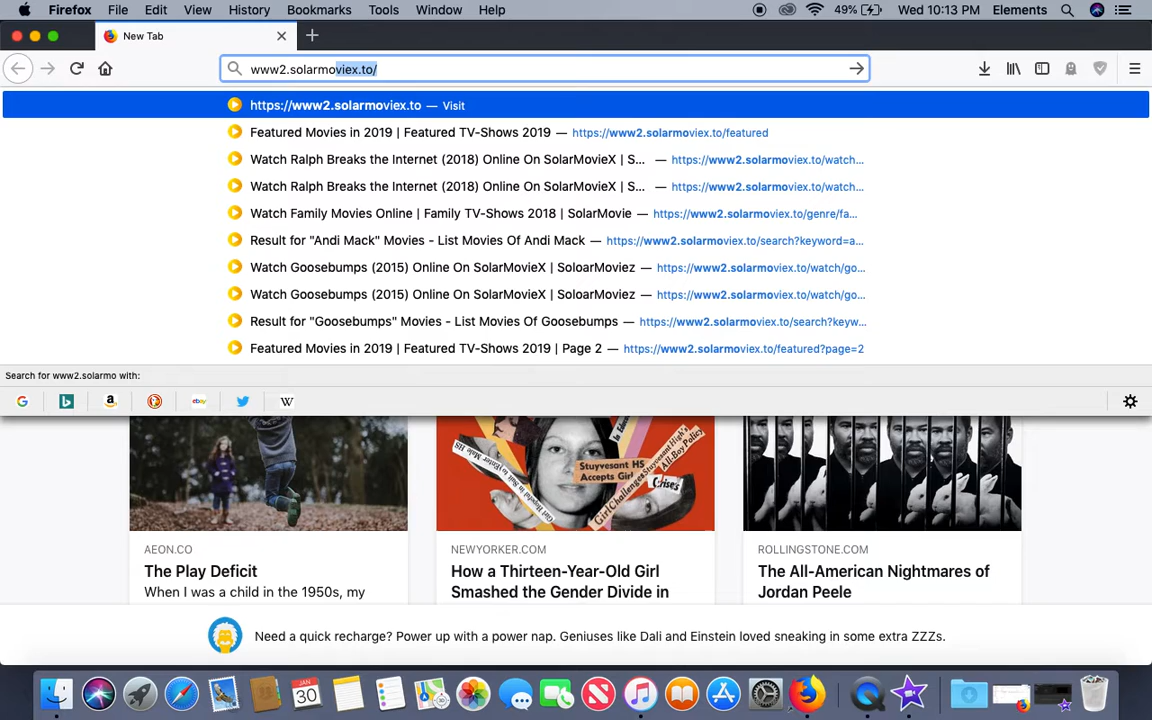 Firefox File Edit View History Bookmarks Tools Window Help 49% Wed 10:13 PM Elements
New Tab
www2.solarmoviex.to/
https://www2.solarmoviex.to — Visit
Featured Movies in 2019 | Featured TV-Shows 2019 — https://www2.solarmoviex.to/featured
Watch Ralph Breaks the Internet (2018) Online On SolarMovieX | S... — https://www2.solarmoviex.to/watch...
Watch Ralph Breaks the Internet (2018) Online On SolarMovieX | S... — https://www2.solarmoviex.to/watch...
Watch Family Movies Online | Family TV-Shows 2018 | SolarMovie — https://www2.solarmoviex.to/genre/fa...
Result for "Andi Mack" Movies - List Movies Of Andi Mack — https://www2.solarmoviex.to/search?keyword=a...
Watch Goosebumps (2015) Online On SolarMovieX | SoloarMoviez — https://www2.solarmoviex.to/watch/go...
Watch Goosebumps (2015) Online On SolarMovieX | SoloarMoviez — https://www2.solarmoviex.to/watch/go...
Result for "Goosebumps" Movies - List Movies Of Goosebumps — https://www2.solarmoviex.to/search?keyw...
Featured Movies in 2019 | Featured TV-Shows 2019 | Page 2 — https://www2.solarmoviex.to/featured?page=2
Search for www2.solarmo with:
G b a ebay W
Stuyvesant HS
Accepts Girl
Crises
AEON.CO
The Play Deficit
When I was a child in the 1950s, my
NEWYORKER.COM
How a Thirteen-Year-Old Girl
Smashed the Gender Divide in
ROLLINGSTONE.COM
The All-American Nightmares of
Jordan Peele
Need a quick recharge? Power up with a power nap. Geniuses like Dali and Einstein loved sneaking in some extra ZZZs.
JAN
30